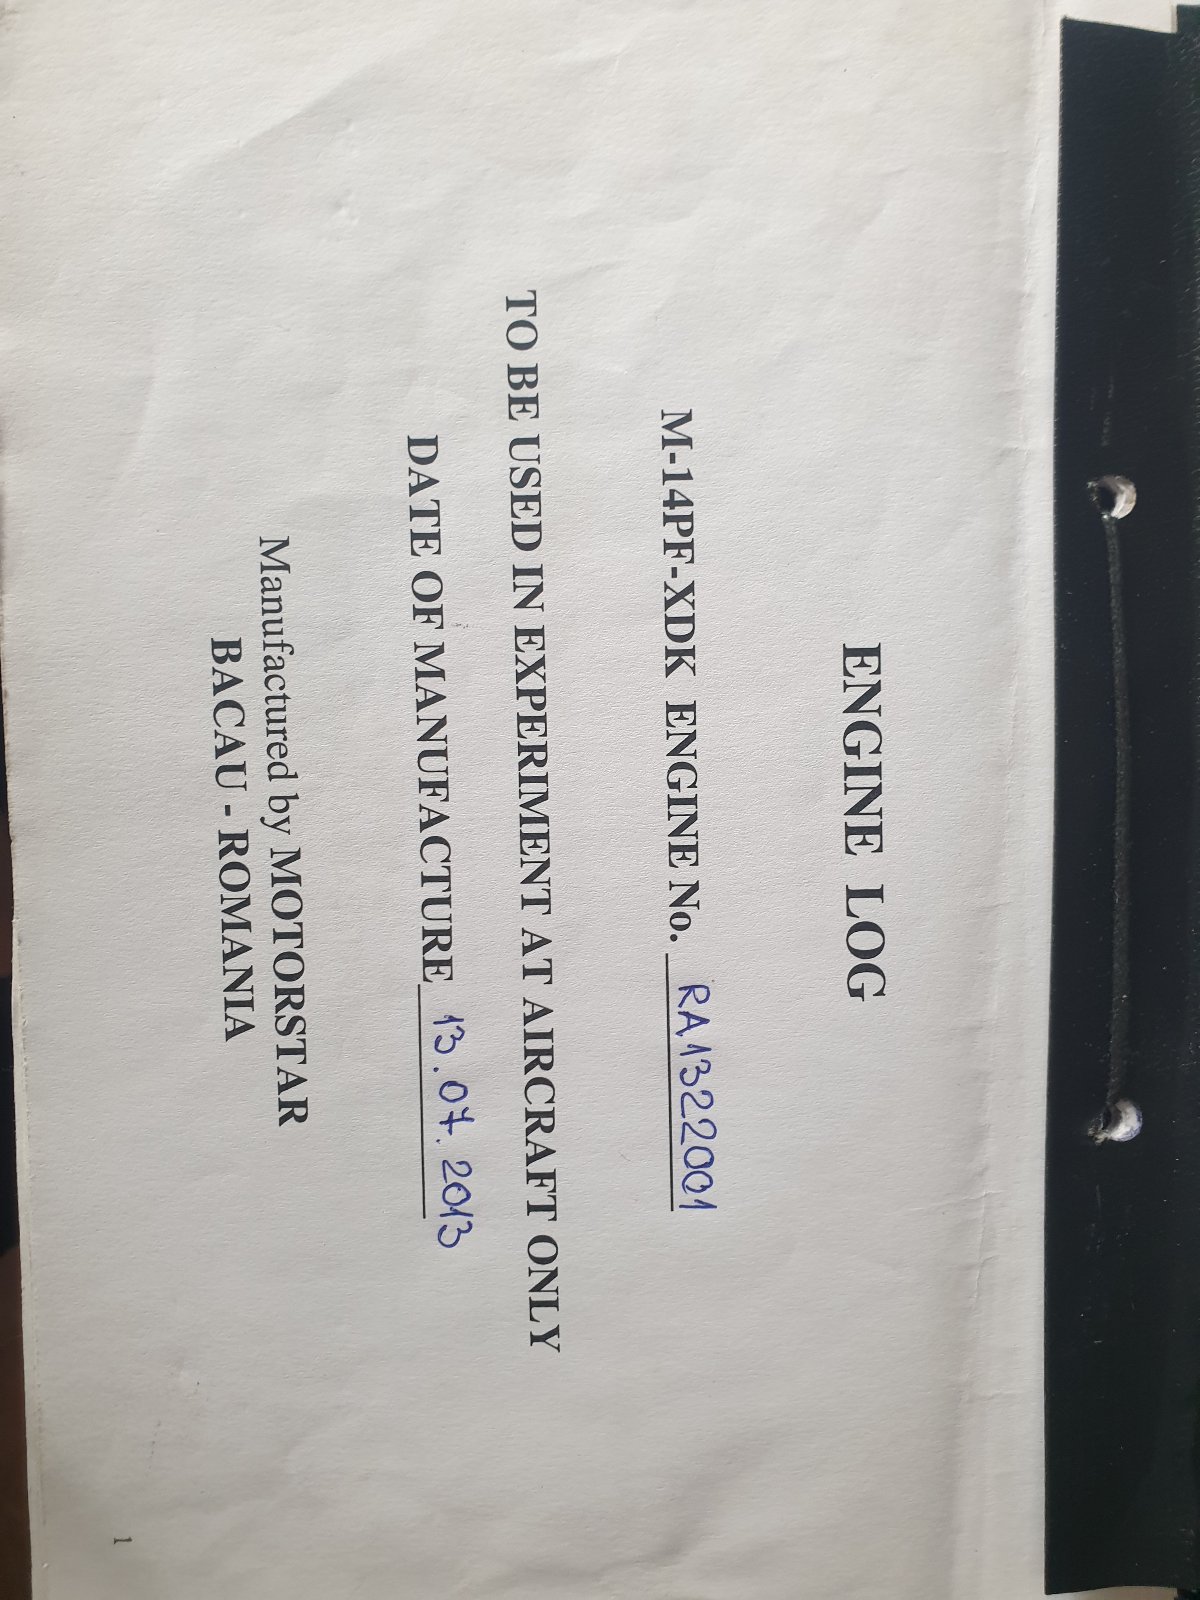 ENGINE LOG
M-14PF-XDK ENGINE No. RA1322001
TO BE USED IN EXPERIMENT AT AIRCRAFT ONLY
DATE OF MANUFACTURE 13.07.2013
Manufactured by MOTORSTAR
BACAU - ROMANIA
1